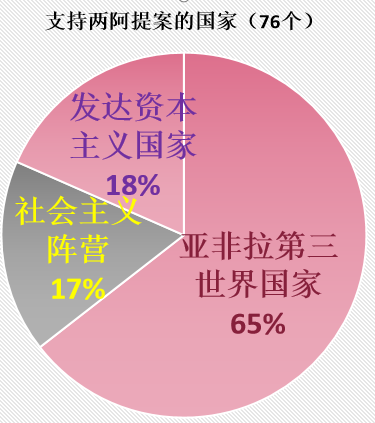 支持两阿提案的国家（76个）
发达资本
主义国家
18%
社会主义
阵营
17%
亚非拉第三
世界国家
65%